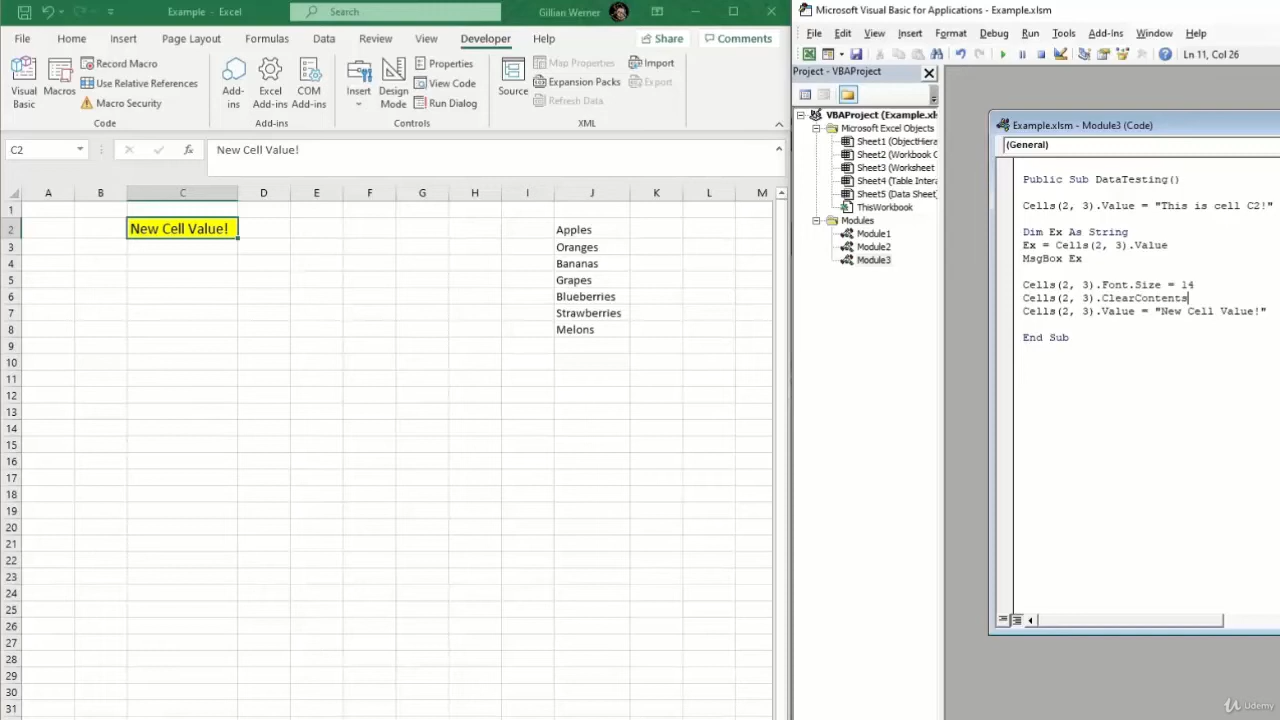 Example - Excel
Search
Gillian Werner
File Home Insert Page Layout Formulas Data Review View Developer Help Share Comments
Visual Basic
Macros
Record Macro
Use Relative References
Macro Security
Add-ins
Excel Add-ins
COM Add-ins
Insert
Design Mode
Properties
View Code
Run Dialog
Source
Map Properties
Expansion Packs
Refresh Data
Import
Export
Add-ins
Controls
XML
C2
fx
New Cell Value!
A B C D E F G H I J K L M
1
2 New Cell Value! Apples
3 Oranges
4 Bananas
5 Grapes
6 Blueberries
7 Strawberries
8 Melons
9
10
11
12
13
14
15
16
17
18
19
20
21
22
23
24
25
26
27
28
29
30
31
Microsoft Visual Basic for Applications - Example.xlsm
File Edit View Insert Format Debug Run Tools Add-Ins Window Help
Ln 11, Col 26
Project - VBAProject
VBAProject (Example.xl
Microsoft Excel Objects
Sheet1 (ObjectHiera
Sheet2 (Workbook
Sheet3 (Worksheet
Sheet4 (Table Intera
Sheet5 (Data Sheet)
ThisWorkbook
Modules
Module1
Module2
Module3
Example.xlsm - Module3 (Code)
(General)
Public Sub DataTesting()
Cells(2, 3).Value = "This is cell C2!"
Dim Ex As String
Ex = Cells(2, 3).Value
MsgBox Ex
Cells(2, 3).Font.Size = 14
Cells(2, 3).ClearContents
Cells(2, 3).Value = "New Cell Value!"
End Sub
Udemy